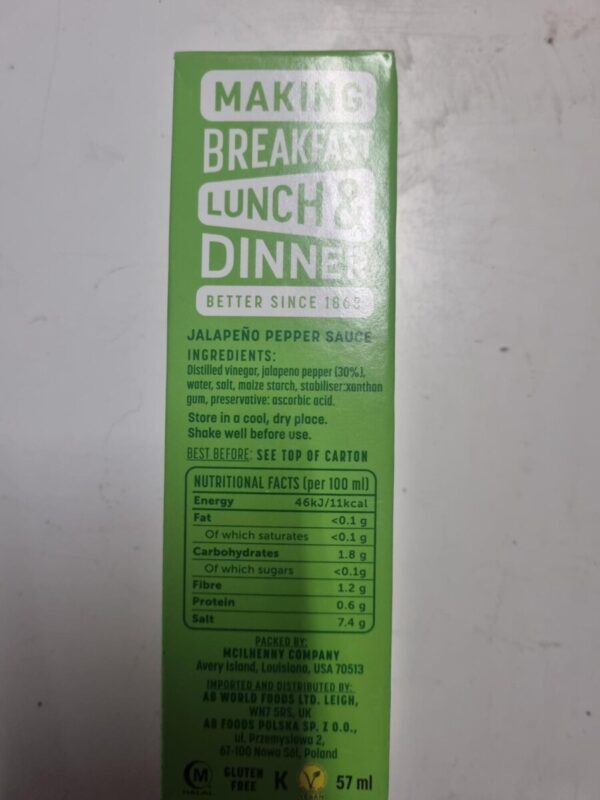 MAKING
BREAKFAST
LUNCH &
DINNER
BETTER SINCE 1868
JALAPEÑO PEPPER SAUCE
INGREDIENTS:
Distilled vinegar, jalapeno pepper (30%),
water, salt, maize starch, stabiliser:xanthan
gum, preservative: ascorbic acid.
Store in a cool, dry place.
Shake well before use.
BEST BEFORE: SEE TOP OF CARTON
NUTRITIONAL FACTS (per 100 ml)
Energy 46kJ/11kcal
Fat <0.1 g
Of which saturates <0.1 g
Carbohydrates 1.8 g
Of which sugars <0.1g
Fibre 1.2 g
Protein 0.6 g
Salt 7.4 g
PACKED BY:
MCILHENNY COMPANY
Avery Island, Louisiana, USA 70513
IMPORTED AND DISTRIBUTED BY:
AB WORLD FOODS LTD. LEIGH,
WN7 5RS, UK
AB FOODS POLSKA SP. Z O.O.,
ul. Przemysłowa 2,
67-100 Nowa Sól, Poland
M HALAL GLUTEN FREE K V VEGAN 57 ml